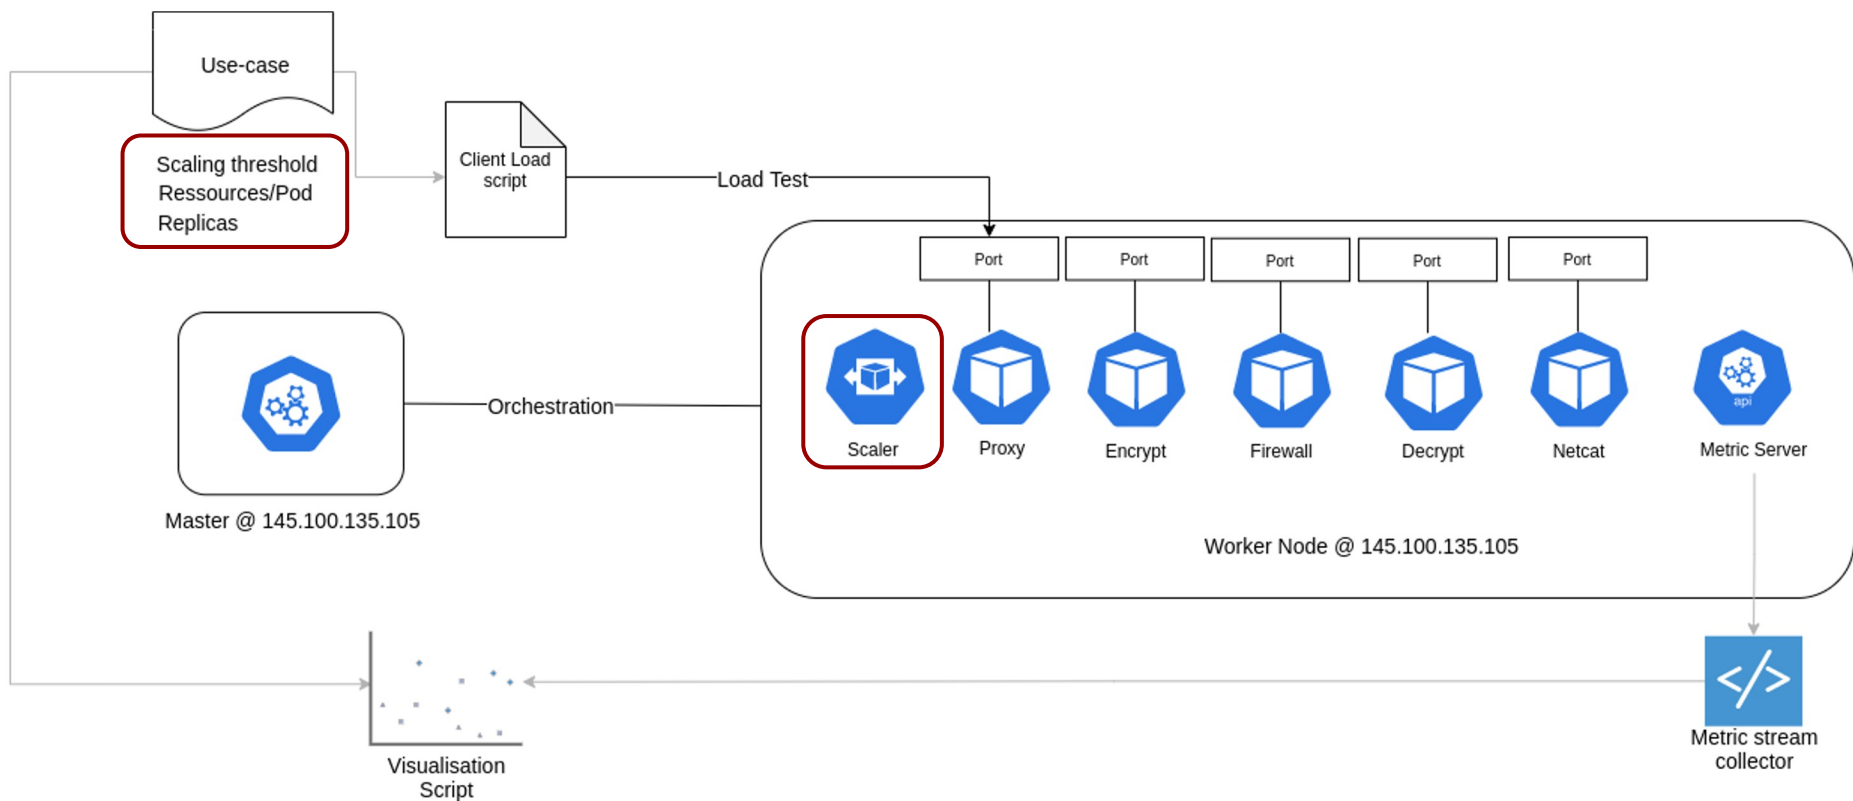 Use-case
Scaling threshold
Ressources/Pod
Replicas
Client Load
script
Load Test
Port
Port
Port
Port
Port
Orchestration
Scaler
Proxy
Encrypt
Firewall
Decrypt
Netcat
api
Metric Server
Master @ 145.100.135.105
Worker Node @ 145.100.135.105
</>
Metric stream
collector
Visualisation
Script